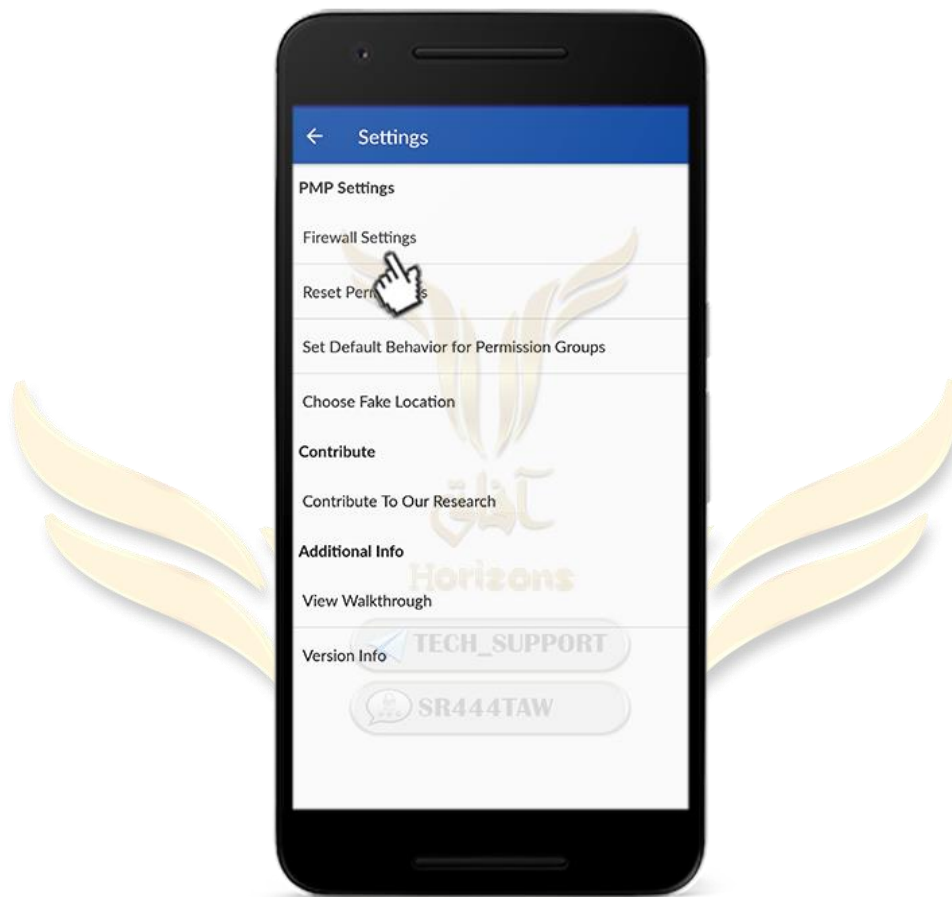 Settings
PMP Settings
Firewall Settings
Reset Per s
Set Default Behavior for Permission Groups
Choose Fake Location
Contribute
Contribute To Our Research
آفاق
Additional Info
Horizons
View Walkthrough
TECH_SUPPORT
Version Info
SR444TAW